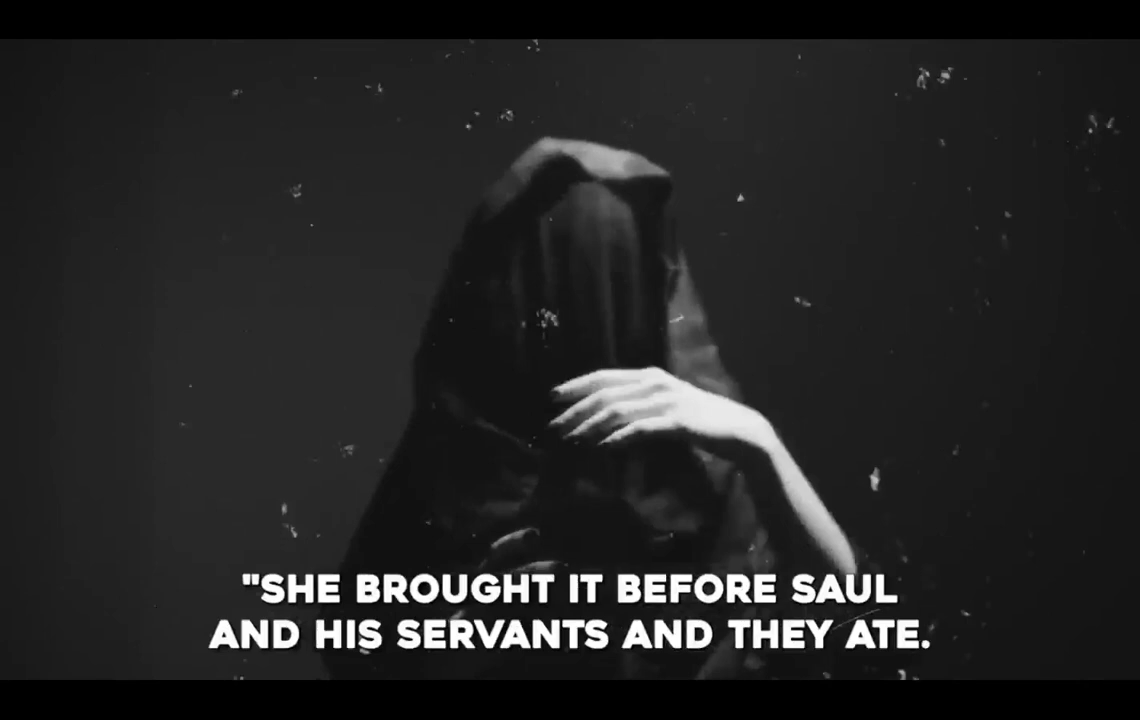 "SHE BROUGHT IT BEFORE SAUL
AND HIS SERVANTS AND THEY ATE.